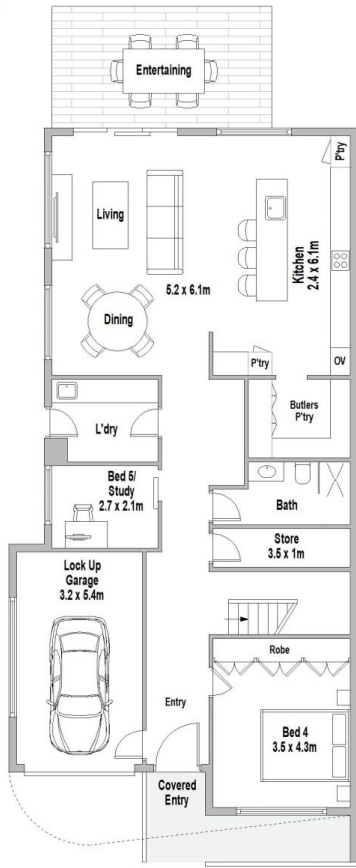 Entertaining
P'try
Living
Kitchen
2.4 x 6.1m
5.2 x 6.1m
Dining
P'try
OV
Butlers
P'try
L'dry
Bed 5/
Study
2.7 x 2.1m
Bath
Store
3.5 x 1m
Lock Up
Garage
3.2 x 5.4m
Robe
Entry
Bed 4
3.5 x 4.3m
Covered
Entry